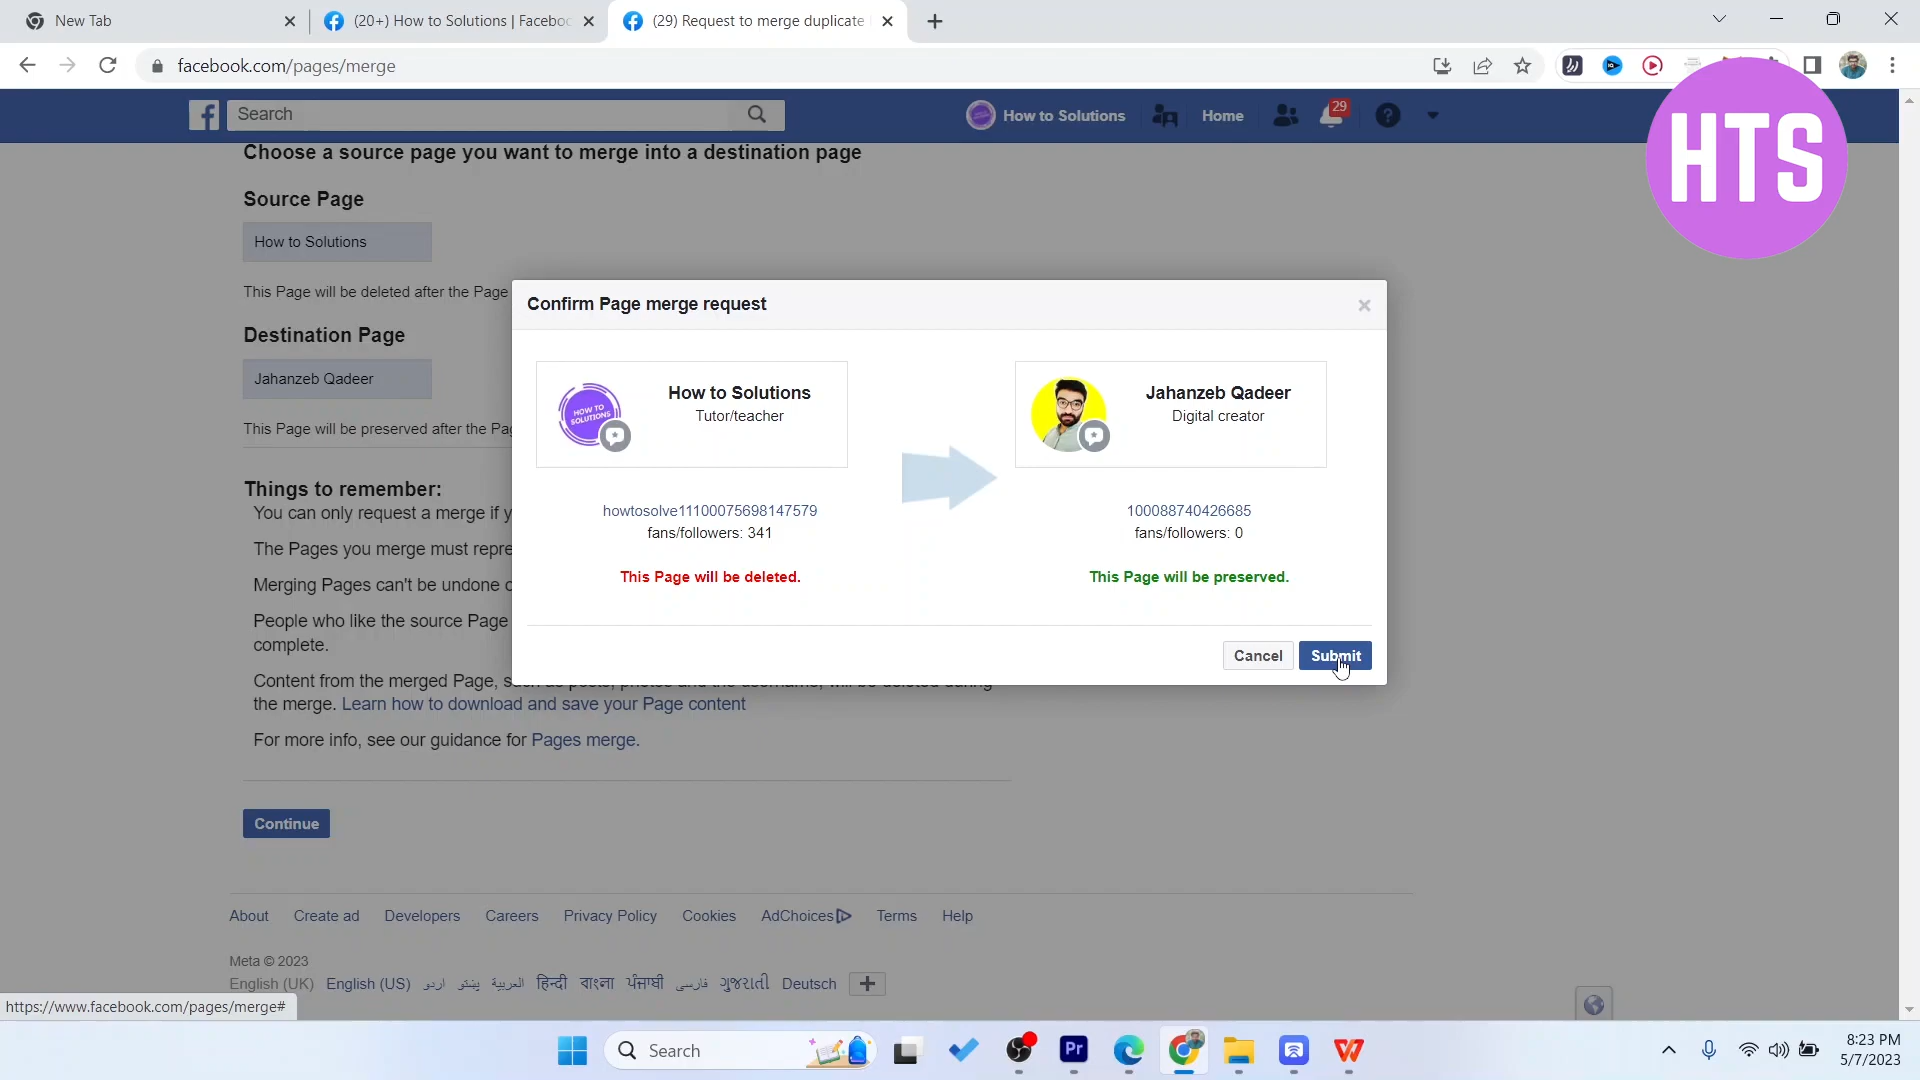 New Tab
(20+) How to Solutions | Faceboo
(29) Request to merge duplicate
facebook.com/pages/merge
Search
How to Solutions
Home
29
HTS
Choose a source page you want to merge into a destination page
Source Page
How to Solutions
This Page will be deleted after the Page
Destination Page
Jahanzeb Qadeer
This Page will be preserved after the Pag
Things to remember:
You can only request a merge if y
The Pages you merge must repre
Merging Pages can't be undone o
People who like the source Page
complete.
Content from the merged Page,
the merge. Learn how to download and save your Page content
For more info, see our guidance for Pages merge.
Continue
Confirm Page merge request
HOW TO
SOLUTIONS
How to Solutions
Tutor/teacher
howtosolve11100075698147579
fans/followers: 341
This Page will be deleted.
Jahanzeb Qadeer
Digital creator
100088740426685
fans/followers: 0
This Page will be preserved.
Cancel
Submit
About Create ad Developers Careers Privacy Policy Cookies AdChoices Terms Help
Meta © 2023
English (UK) English (US) اردو پښتو العربية हिन्दी বাংলা ਪੰਜਾਬੀ فارسی ગુજરાતી Deutsch
https://www.facebook.com/pages/merge#
Search
Pr
8:23 PM
5/7/2023